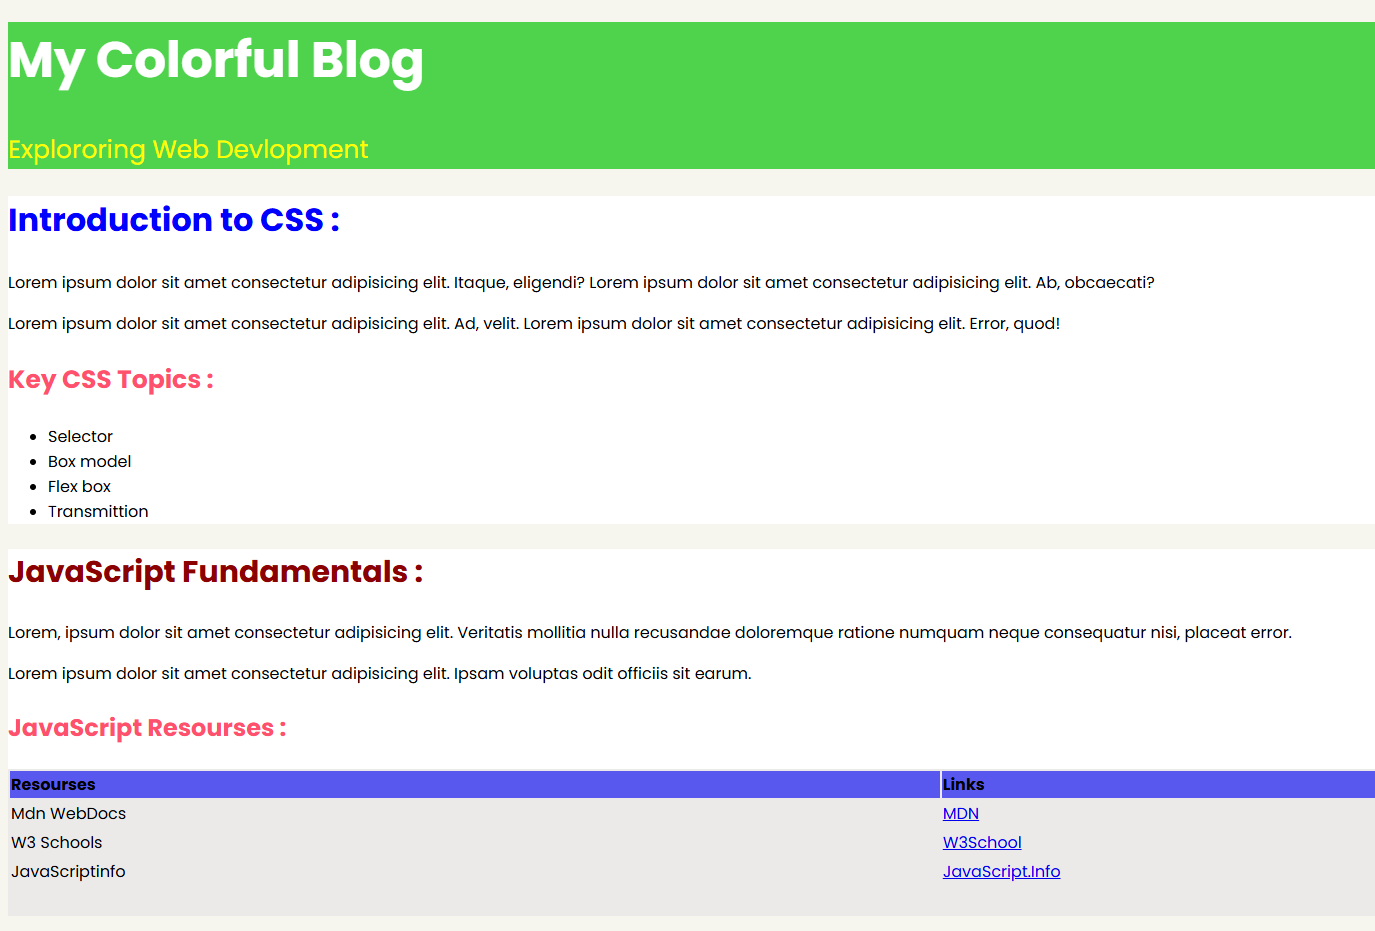 My Colorful Blog
Explororing Web Devlopment
Introduction to CSS :
Lorem ipsum dolor sit amet consectetur adipisicing elit. Itaque, eligendi? Lorem ipsum dolor sit amet consectetur adipisicing elit. Ab, obcaecati?
Lorem ipsum dolor sit amet consectetur adipisicing elit. Ad, velit. Lorem ipsum dolor sit amet consectetur adipisicing elit. Error, quod!
Key CSS Topics :
Selector
Box model
Flex box
Transmittion
JavaScript Fundamentals :
Lorem, ipsum dolor sit amet consectetur adipisicing elit. Veritatis mollitia nulla recusandae doloremque ratione numquam neque consequatur nisi, placeat error.
Lorem ipsum dolor sit amet consectetur adipisicing elit. Ipsam voluptas odit officiis sit earum.
JavaScript Resourses :
Resourses Links
Mdn WebDocs MDN
W3 Schools W3School
JavaScriptinfo JavaScript.Info